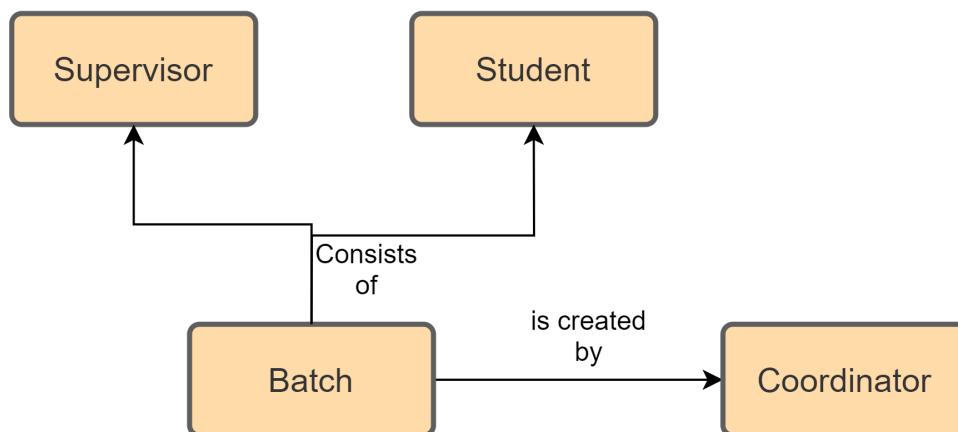 Supervisor
Student
Consists
of
is created
by
Batch
Coordinator